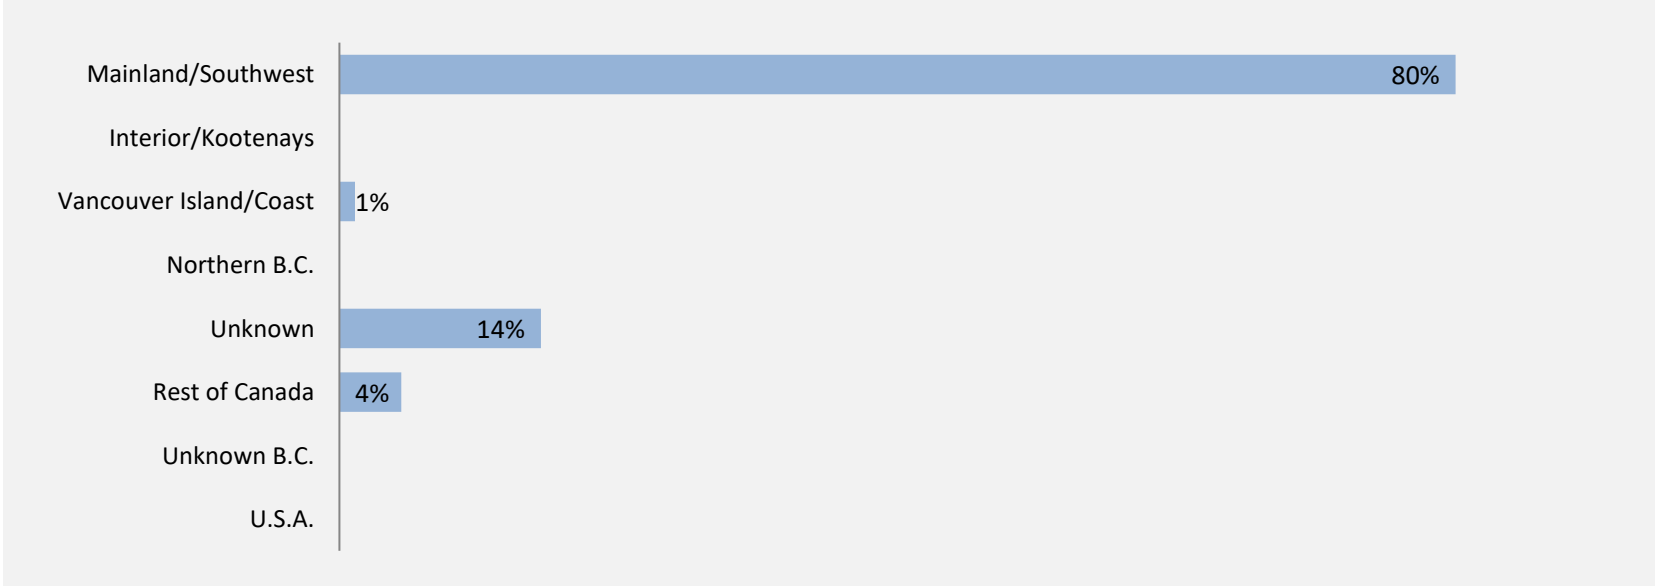 Mainland/Southwest 80%
Interior/Kootenays
Vancouver Island/Coast 1%
Northern B.C.
Unknown 14%
Rest of Canada 4%
Unknown B.C.
U.S.A.